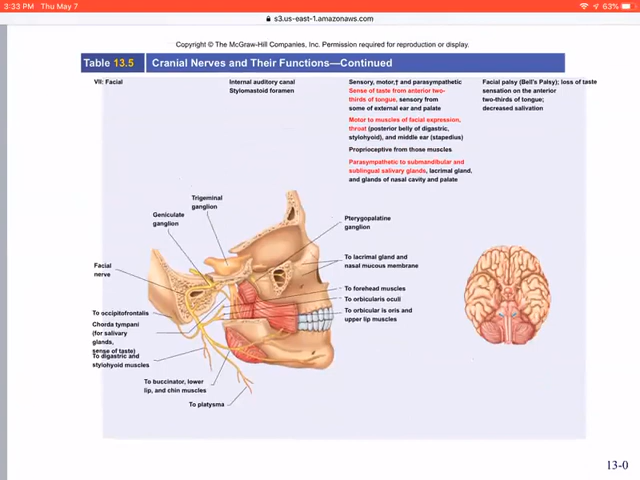 3:33 PM Thu May 7
63%
s3.us-east-1.amazonaws.com
Copyright © The McGraw-Hill Companies, Inc. Permission required for reproduction or display.
Table 13.5 Cranial Nerves and Their Functions—Continued
VII: Facial
Internal auditory canal
Stylomastoid foramen
Sensory, motor,† and parasympathetic
Sense of taste from anterior two-
thirds of tongue, sensory from
some of external ear and palate
Motor to muscles of facial expression,
throat (posterior belly of digastric,
stylohyoid), and middle ear (stapedius)
Proprioceptive from those muscles
Parasympathetic to submandibular and
sublingual salivary glands, lacrimal gland,
and glands of nasal cavity and palate
Facial palsy (Bell's Palsy); loss of taste
sensation on the anterior
two-thirds of tongue;
decreased salivation
Trigeminal
ganglion
Geniculate
ganglion
Facial
nerve
To occipitofrontalis
Chorda tympani
(for salivary
glands,
sense of taste)
To digastric and
stylohyoid muscles
To buccinator, lower
lip, and chin muscles
To platysma
Pterygopalatine
ganglion
To lacrimal gland and
nasal mucous membrane
To forehead muscles
To orbicularis oculi
To orbicular is oris and
upper lip muscles
13-0